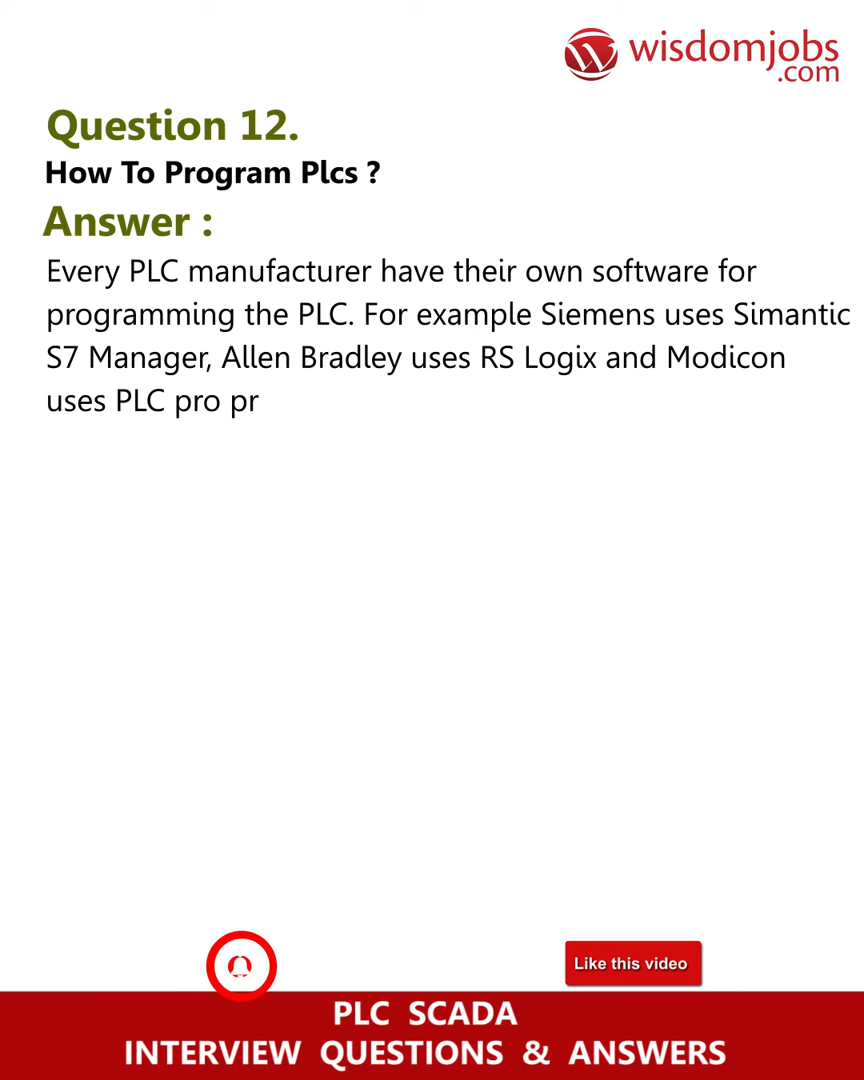 wisdomjobs
.com
Question 12.
How To Program Plcs ?
Answer :
Every PLC manufacturer have their own software for
programming the PLC. For example Siemens uses Simantic
S7 Manager, Allen Bradley uses RS Logix and Modicon
uses PLC pro pr
Like this video
PLC SCADA
INTERVIEW QUESTIONS & ANSWERS